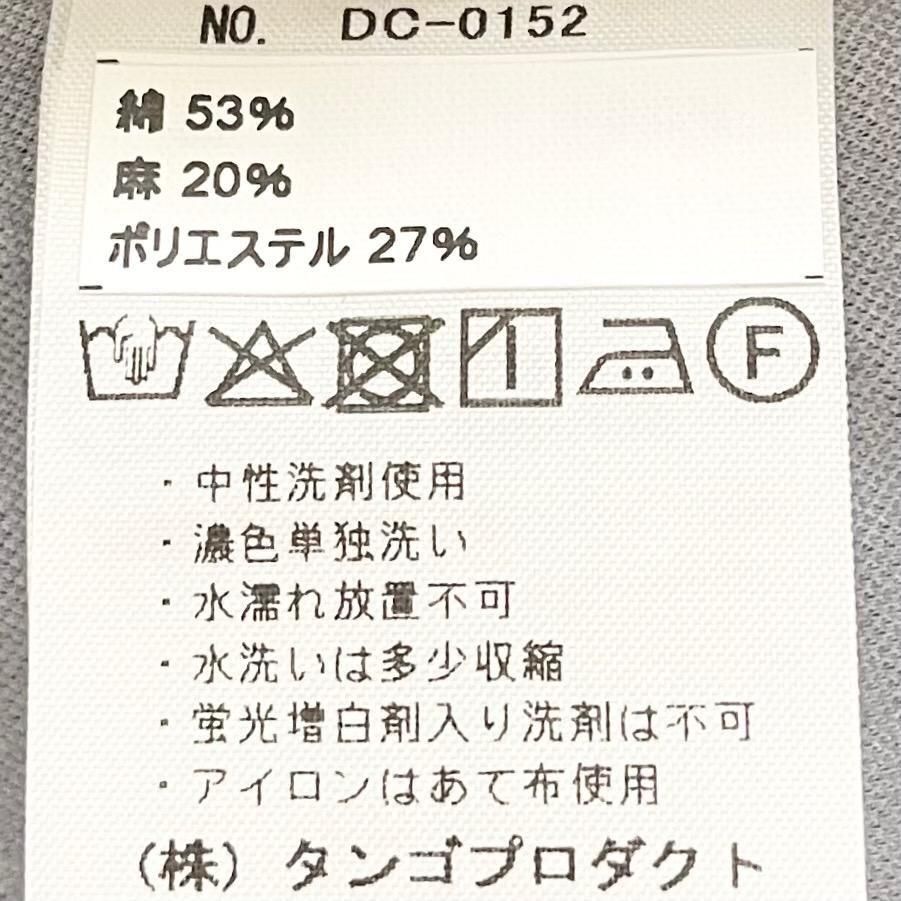 NO. DC-0152
綿 53%
麻 20%
ポリエステル 27%
F
・中性洗剤使用
・濃色単独洗い
・水濡れ放置不可
・水洗いは多少収縮
・蛍光増白剤入り洗剤は不可
・アイロンはあて布使用
(株) タンゴプロダクト